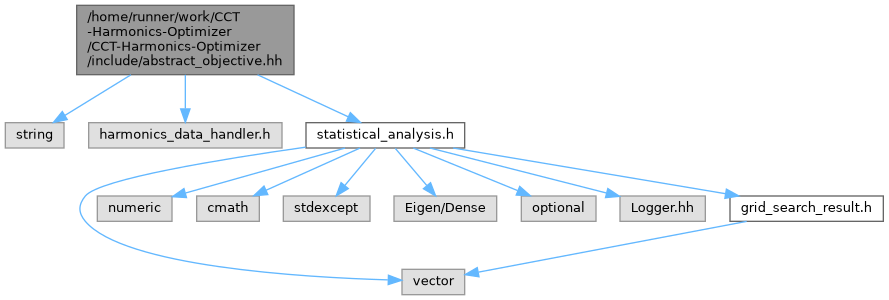 /home/runner/work/CCT
-Harmonics-Optimizer
/CCT-Harmonics-Optimizer
/include/abstract_objective.hh
string
harmonics_data_handler.h
statistical_analysis.h
numeric
cmath
stdexcept
Eigen/Dense
optional
Logger.hh
grid_search_result.h
vector